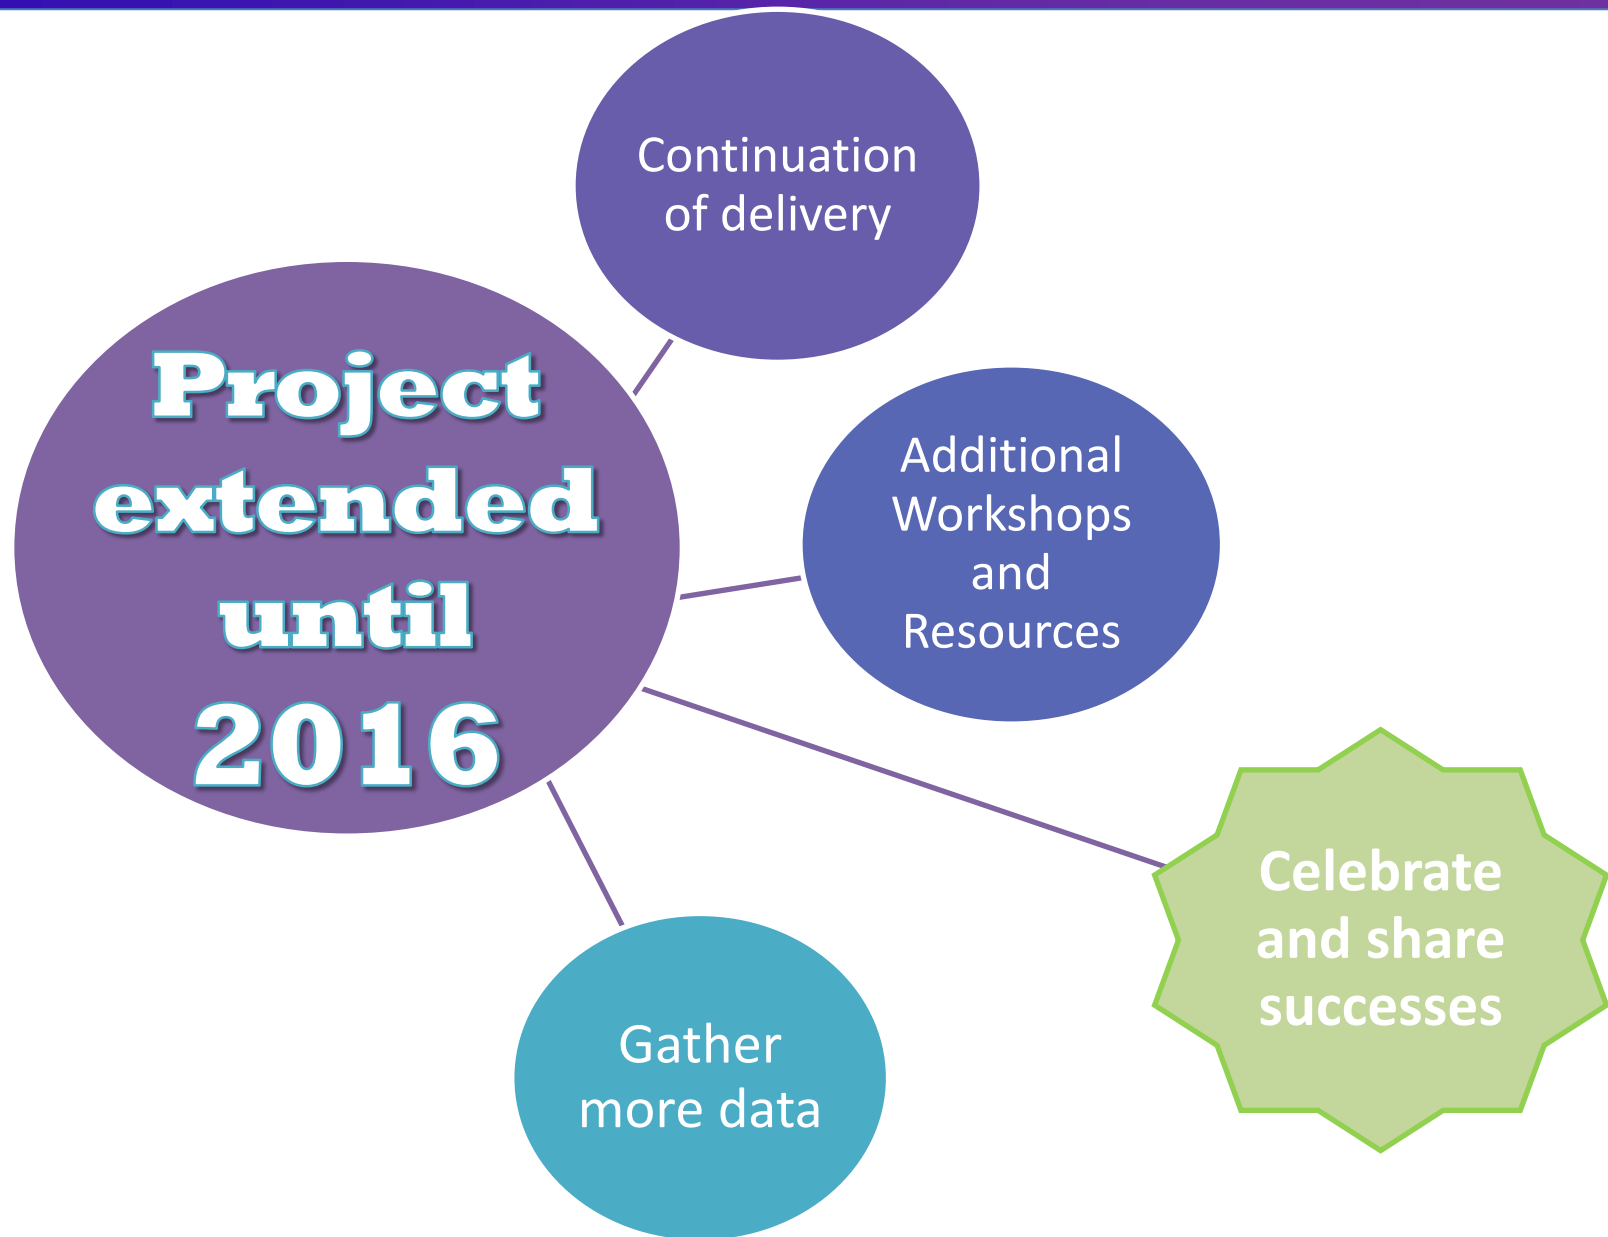 Project
extended
until
2016
Continuation
of delivery
Additional
Workshops
and
Resources
Celebrate
and share
successes
Gather
more data